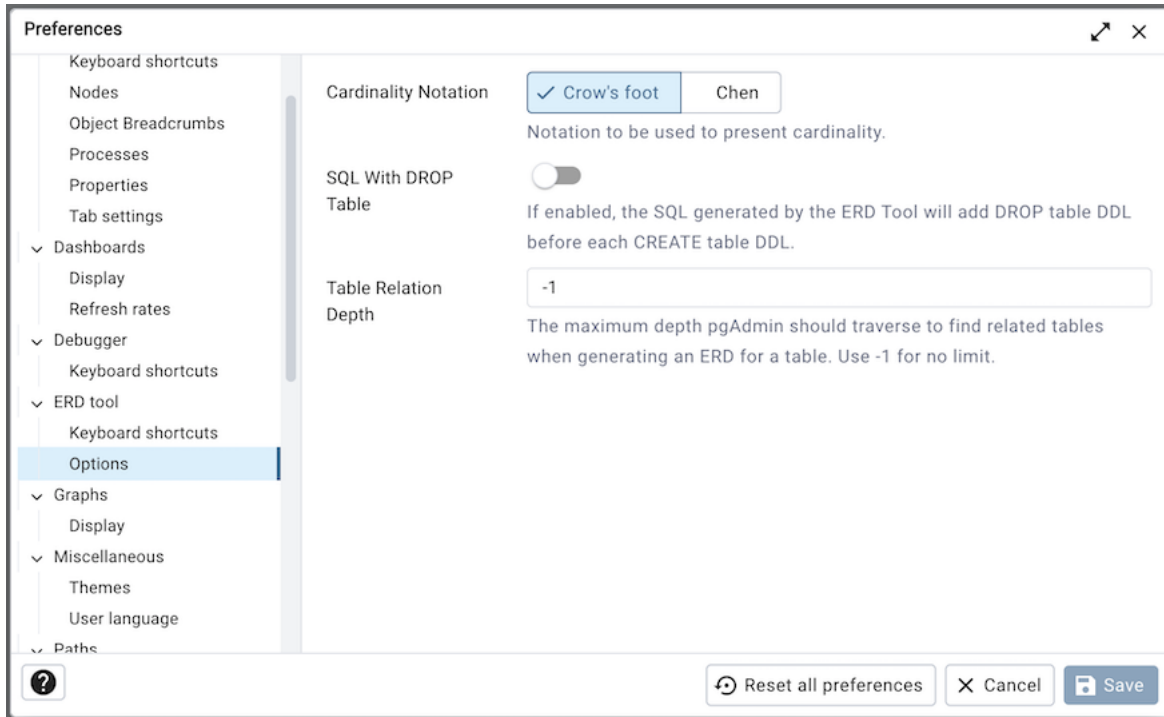 Preferences
Keyboard shortcuts
Nodes
Object Breadcrumbs
Processes
Properties
Tab settings
Dashboards
Display
Refresh rates
Debugger
Keyboard shortcuts
ERD tool
Keyboard shortcuts
Options
Graphs
Display
Miscellaneous
Themes
User language
Paths
Cardinality Notation
Crow's foot
Chen
Notation to be used to present cardinality.
SQL With DROP
Table
If enabled, the SQL generated by the ERD Tool will add DROP table DDL
before each CREATE table DDL.
Table Relation
Depth
-1
The maximum depth pgAdmin should traverse to find related tables
when generating an ERD for a table. Use -1 for no limit.
?
Reset all preferences
Cancel
Save